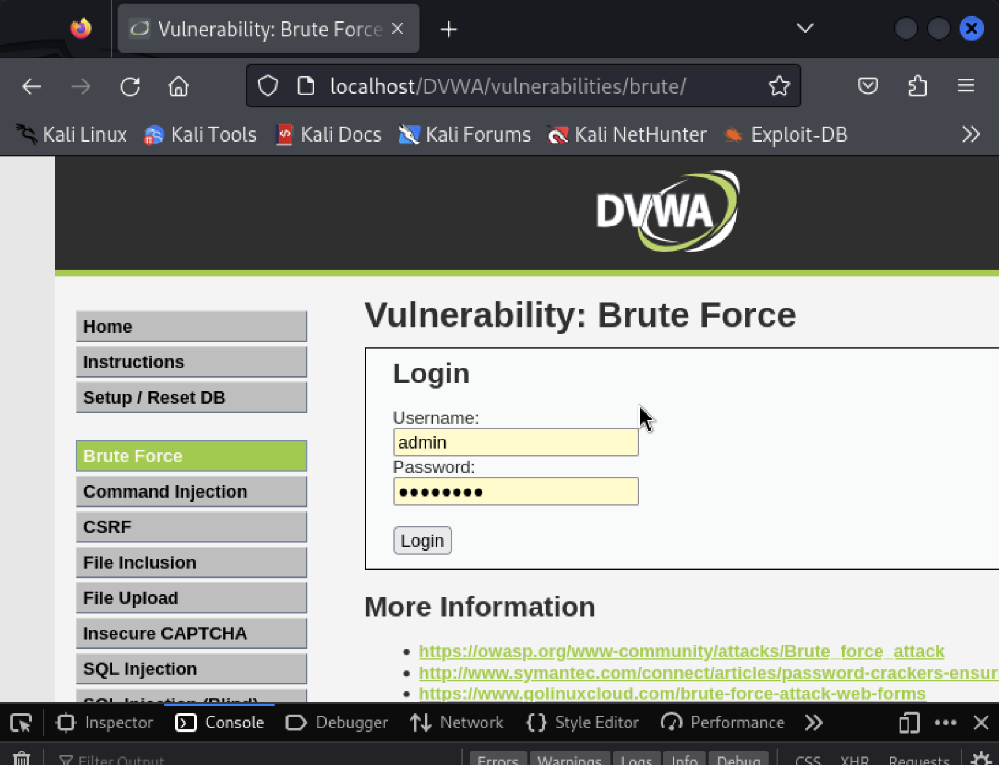 Vulnerability: Brute Force
localhost/DVWA/vulnerabilities/brute/
Kali Linux Kali Tools Kali Docs Kali Forums Kali NetHunter Exploit-DB
DVWA
Home
Instructions
Setup / Reset DB
Brute Force
Command Injection
CSRF
File Inclusion
File Upload
Insecure CAPTCHA
SQL Injection
SQL Injection (Blind)
Vulnerability: Brute Force
Login
Username:
admin
Password:
••••••••
Login
More Information
https://owasp.org/www-community/attacks/Brute_force_attack
http://www.symantec.com/connect/articles/password-crackers-ensur
https://www.golinuxcloud.com/brute-force-attack-web-forms
Inspector Console Debugger Network Style Editor Performance
Filter Output Errors Warnings Logs Info Debug CSS XHR Requests